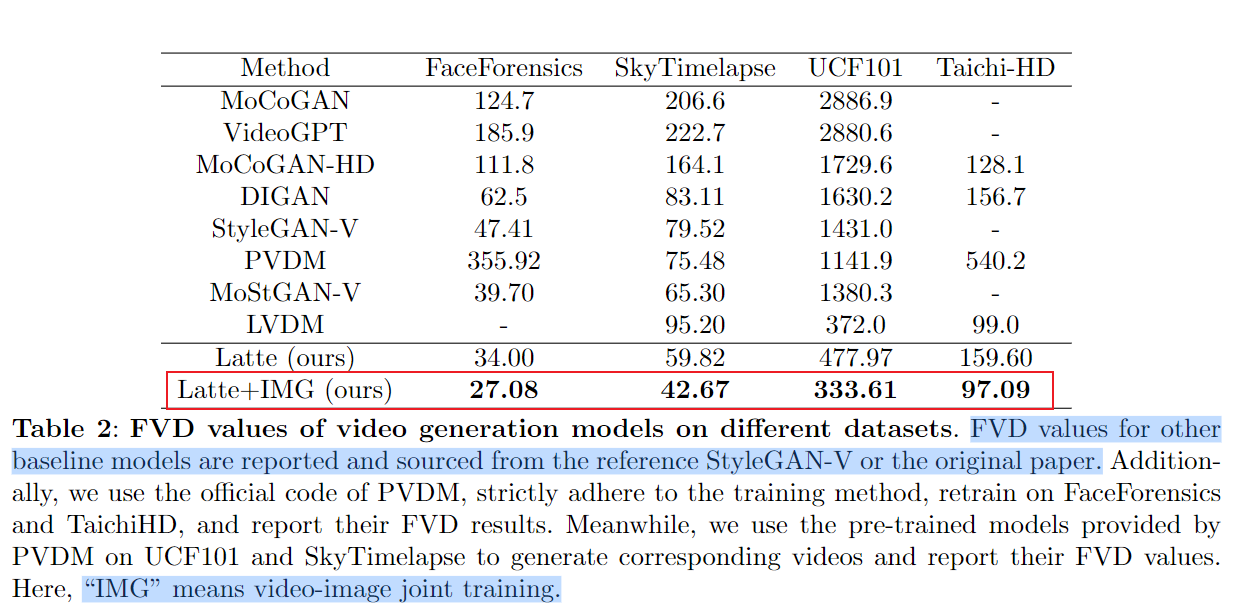 Method FaceForensics SkyTimelapse UCF101 Taichi-HD
MoCoGAN 124.7 206.6 2886.9 -
VideoGPT 185.9 222.7 2880.6 -
MoCoGAN-HD 111.8 164.1 1729.6 128.1
DIGAN 62.5 83.11 1630.2 156.7
StyleGAN-V 47.41 79.52 1431.0 -
PVDM 355.92 75.48 1141.9 540.2
MoStGAN-V 39.70 65.30 1380.3 -
LVDM - 95.20 372.0 99.0
Latte (ours) 34.00 59.82 477.97 159.60
Latte+IMG (ours) 27.08 42.67 333.61 97.09
Table 2: FVD values of video generation models on different datasets. FVD values for other
baseline models are reported and sourced from the reference StyleGAN-V or the original paper. Addition-
ally, we use the official code of PVDM, strictly adhere to the training method, retrain on FaceForensics
and TaichiHD, and report their FVD results. Meanwhile, we use the pre-trained models provided by
PVDM on UCF101 and SkyTimelapse to generate corresponding videos and report their FVD values.
Here, “IMG” means video-image joint training.